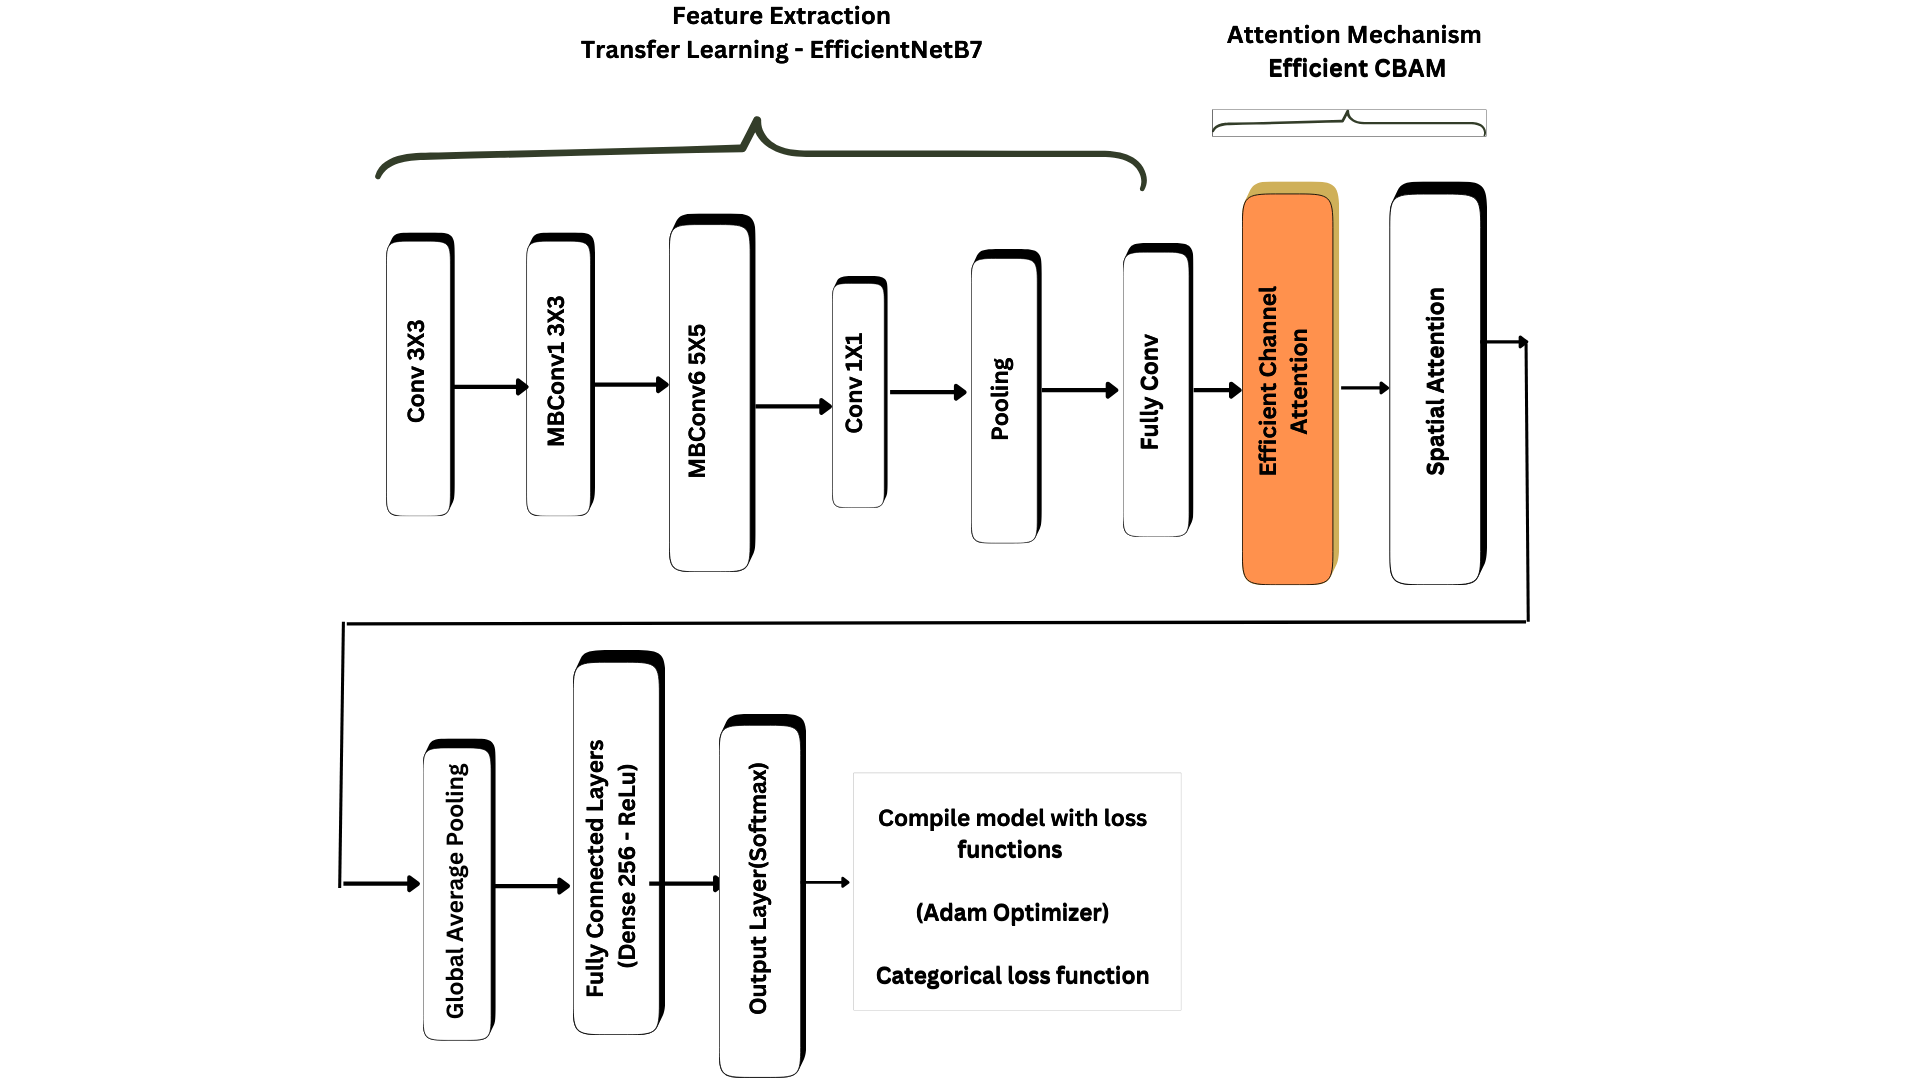 Feature Extraction
Transfer Learning - EfficientNetB7
Attention Mechanism
Efficient CBAM
Conv 3X3
MBConv1 3X3
MBConv6 5X5
Conv 1X1
Pooling
Fully Conv
Efficient Channel
Attention
Spatial Attention
Global Average Pooling
Fully Connected Layers
(Dense 256 - ReLu)
Output Layer(Softmax)
Compile model with loss
functions
(Adam Optimizer)
Categorical loss function